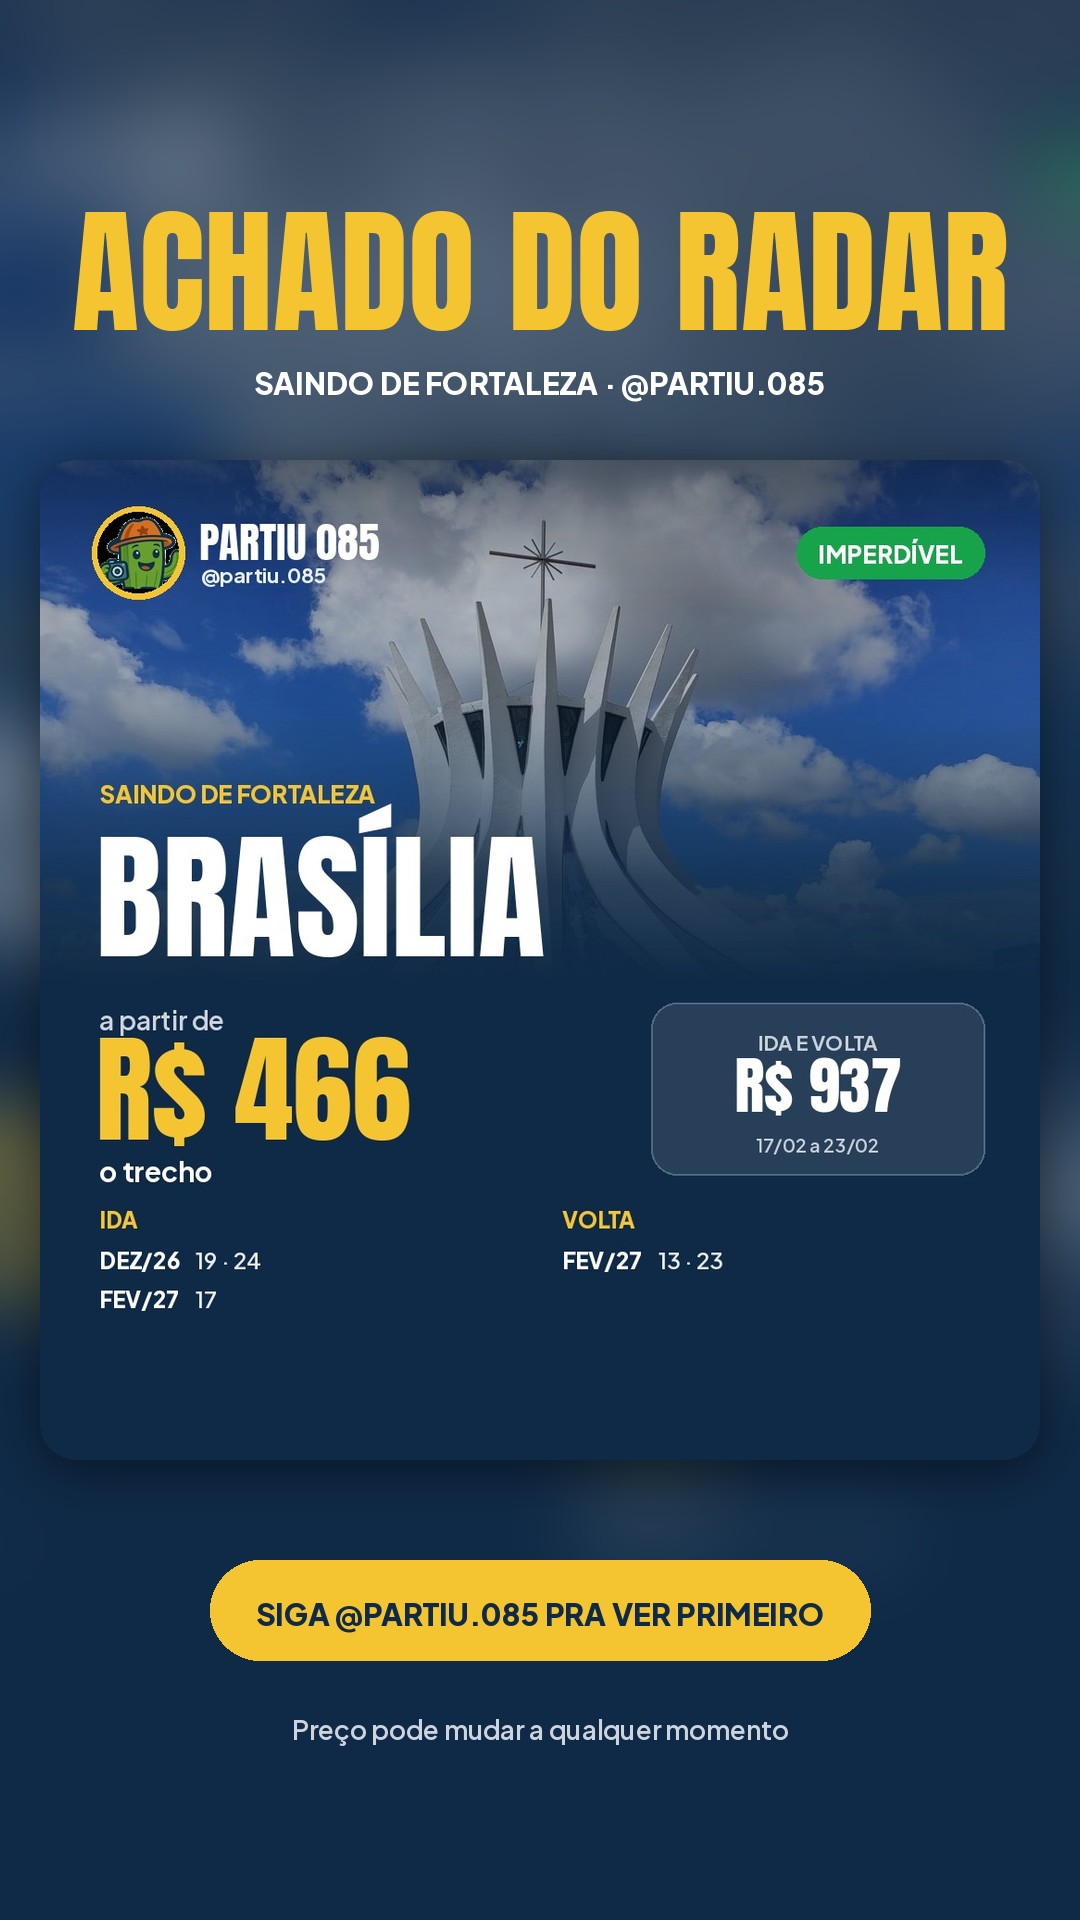 ACHADO DO RADAR
SAINDO DE FORTALEZA · @PARTIU.085
PARTIU 085
@partiu.085
IMPERDÍVEL
SAINDO DE FORTALEZA
BRASÍLIA
a partir de
R$ 466
o trecho
IDA E VOLTA
R$ 937
17/02 a 23/02
IDA
DEZ/26 19 · 24
FEV/27 17
VOLTA
FEV/27 13 · 23
SIGA @PARTIU.085 PRA VER PRIMEIRO
Preço pode mudar a qualquer momento